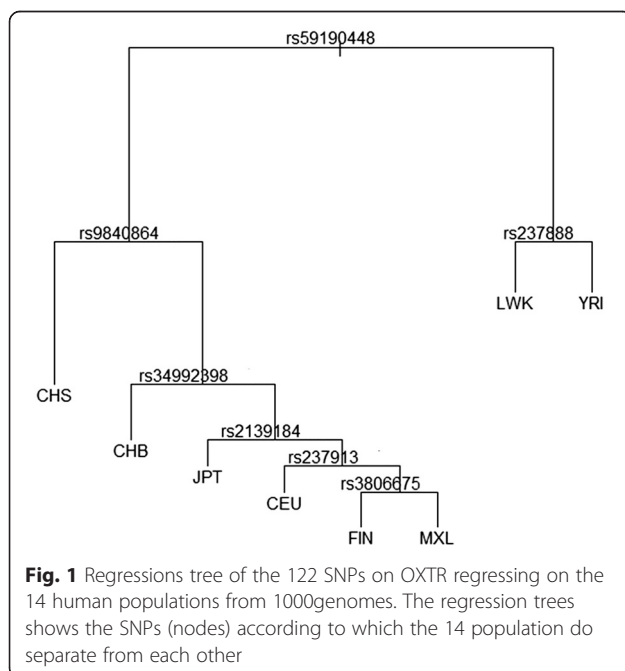 rs59190448
rs9840864
rs237888
LWK YRI
rs34992398
CHS
rs2139184
CHB
rs237913
JPT
rs3806675
CEU
FIN MXL
Fig. 1 Regressions tree of the 122 SNPs on OXTR regressing on the
14 human populations from 1000genomes. The regression trees
shows the SNPs (nodes) according to which the 14 population do
separate from each other